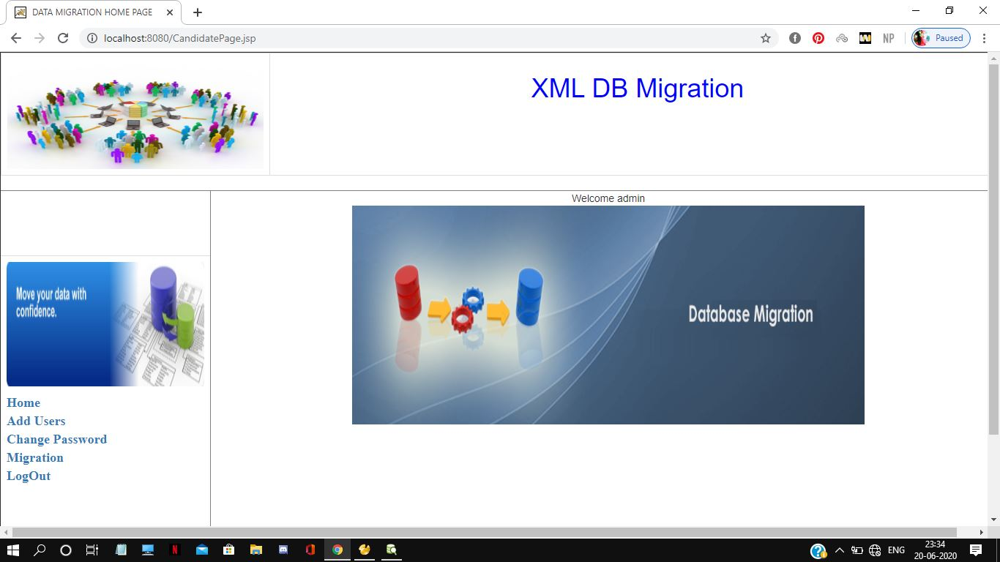 DATA MIGRATION HOME PAGE
localhost:8080/CandidatePage.jsp
NP
Paused
XML DB Migration
Welcome admin
Move your data with
confidence.
Database Migration
Home
Add Users
Change Password
Migration
LogOut
ENG
23:34
20-06-2020